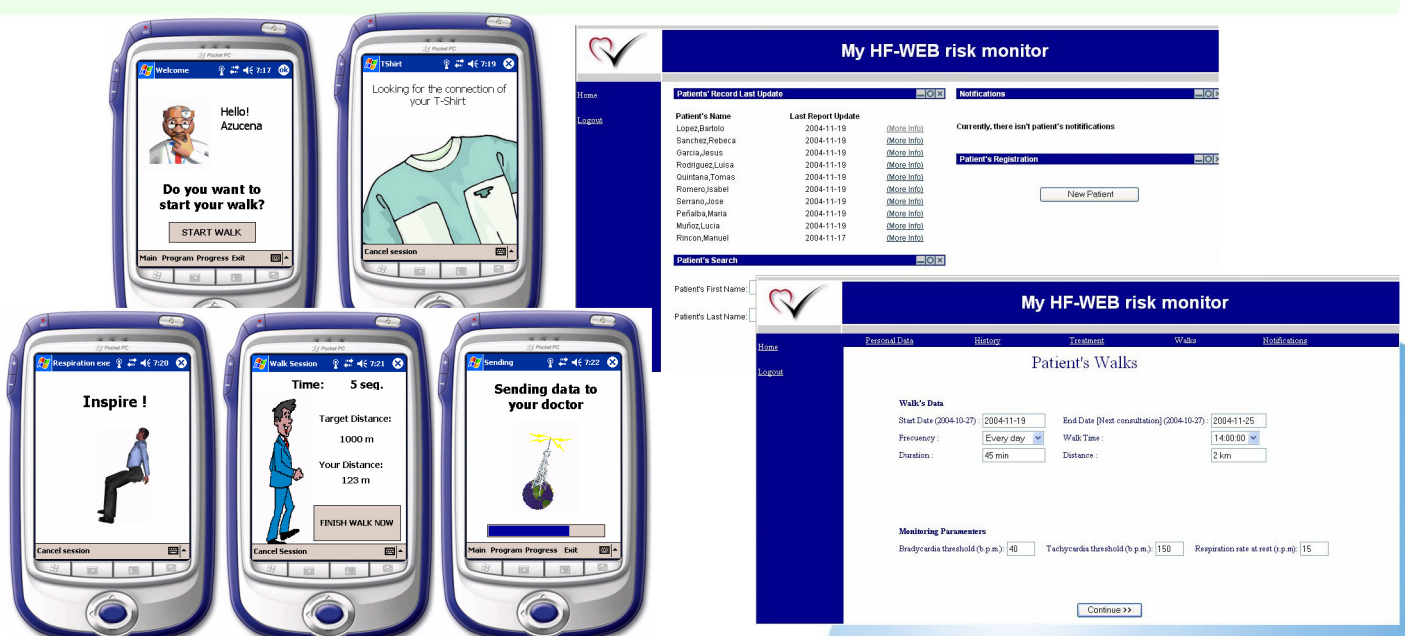 Pocket PC
Welcome 7:17 ok
Hello!
Azucena
Do you want to
start your walk?
START WALK
Main Program Progress Exit
Pocket PC
TShirt 7:19
Looking for the connection of
your T-Shirt
Cancel session
My HF-WEB risk monitor
Home
Logout
Patients' Record Last Update
Patient's Name Last Report Update
Lopez,Bartolo 2004-11-19 (More Info)
Sanchez,Rebeca 2004-11-19 (More Info)
Garcia,Jesus 2004-11-19 (More Info)
Rodriguez,Luisa 2004-11-19 (More Info)
Quintana,Tomas 2004-11-19 (More Info)
Romero,Isabel 2004-11-19 (More Info)
Serrano,Jose 2004-11-19 (More Info)
Peñalba,Maria 2004-11-19 (More Info)
Muñoz,Lucia 2004-11-19 (More Info)
Rincon,Manuel 2004-11-17 (More Info)
Notifications
Currently, there isn't patient's notitifications
Patient's Registration
New Patient
Patient's Search
Patient's First Name:
Patient's Last Name:
Pocket PC
Respiration exe 7:20
Inspire !
Cancel session
Pocket PC
Walk Session 7:21
Time: 5 seg.
Target Distance:
1000 m
Your Distance:
123 m
FINISH WALK NOW
Cancel Session
Pocket PC
Sending 7:22
Sending data to
your doctor
Main Program Progress Exit
My HF-WEB risk monitor
Home
Logout
Personal Data History Treatment Walks Notifications
Patient's Walks
Walk's Data
Start Date (2004-10-27) : 2004-11-19 End Date [Next consultation] (2004-10-27) : 2004-11-25
Frecuency : Every day Walk Time : 14:00:00
Duration : 45 min Distance : 2 km
Monitoring Paramenters
Bradycardia threshold (b.p.m.): 40 Tachycardia threshold (b.p.m.): 150 Respiration rate at rest (r.p.m): 15
Continue >>